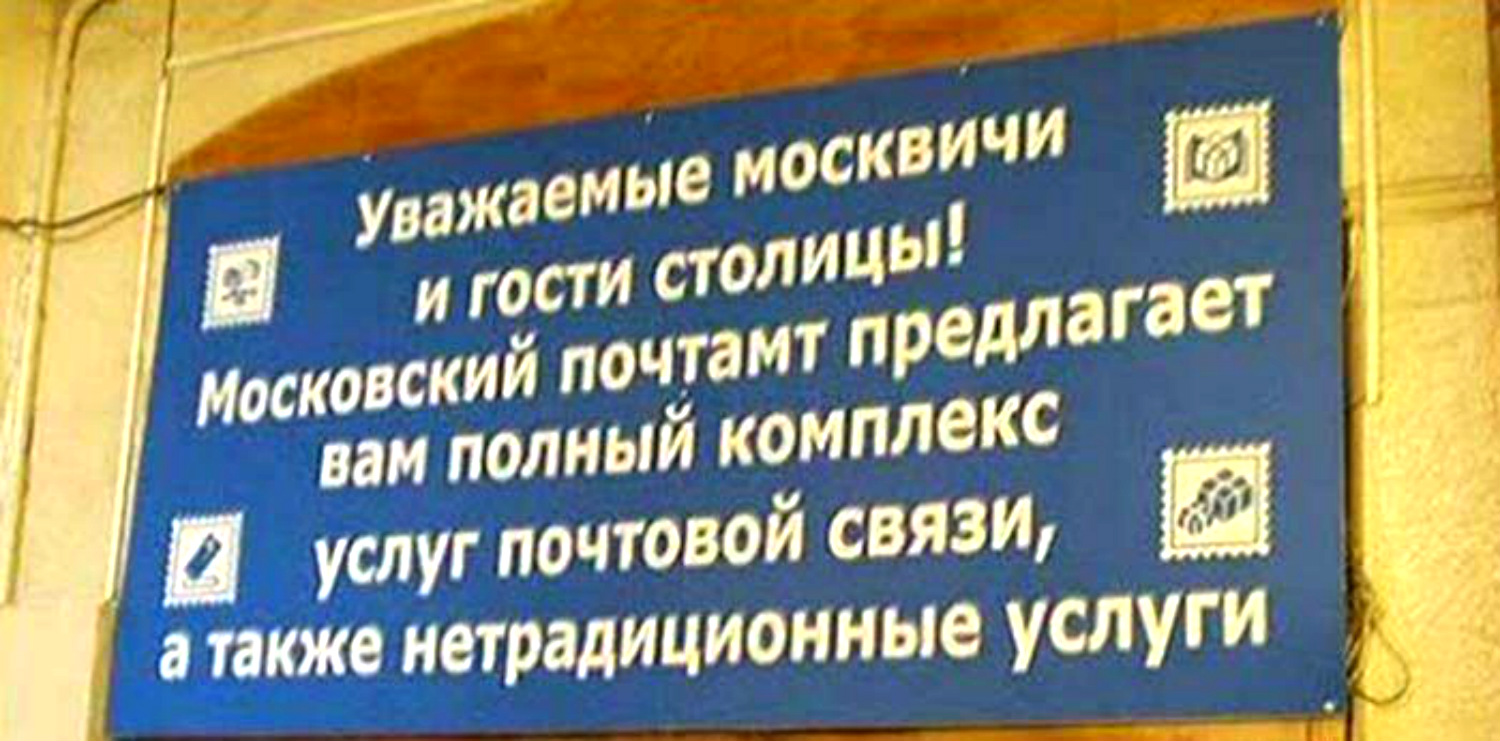 Уважаемые москвичи
и гости столицы!
Московский почтамт предлагает
вам полный комплекс
услуг почтовой связи,
а также нетрадиционные услуги